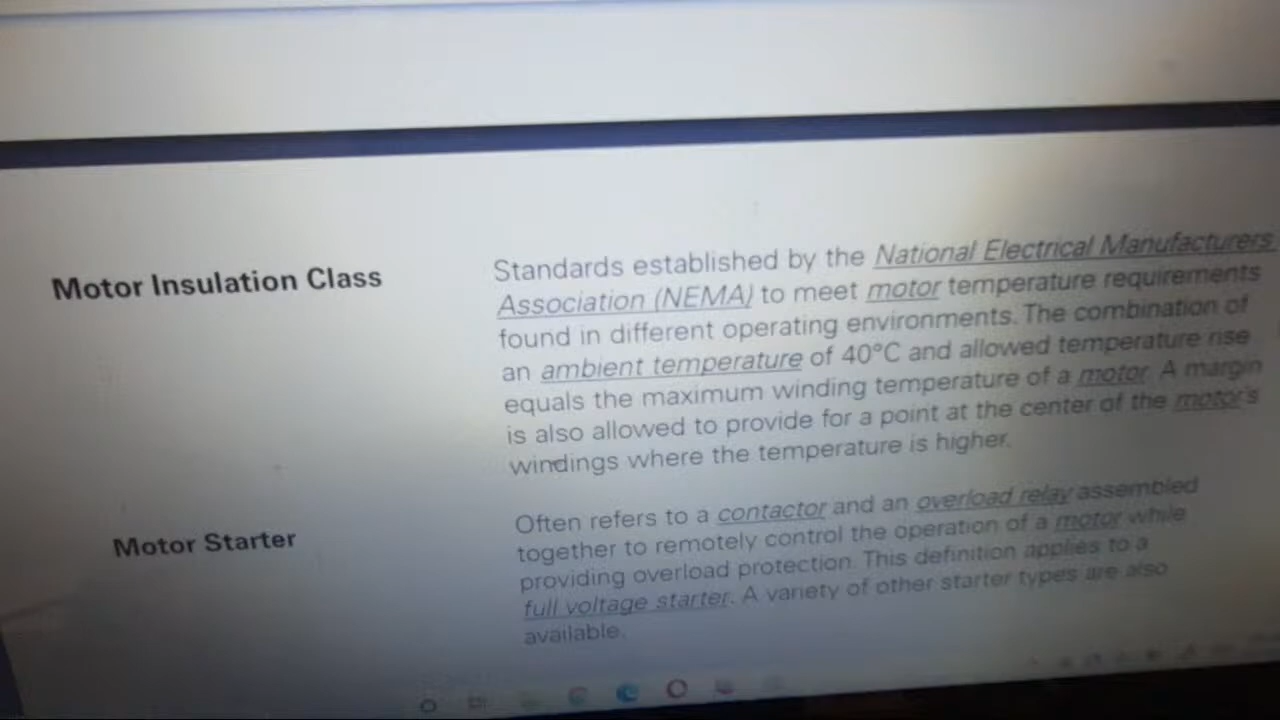 Motor Insulation Class
Standards established by the National Electrical Manufacturers
Association (NEMA) to meet motor temperature requirements
found in different operating environments. The combination of
an ambient temperature of 40°C and allowed temperature rise
equals the maximum winding temperature of a motor. A margin
is also allowed to provide for a point at the center of the motor's
windings where the temperature is higher.
Motor Starter
Often refers to a contactor and an overload relay assembled
together to remotely control the operation of a motor while
providing overload protection. This definition applies to a
full voltage starter. A variety of other starter types are also
available.